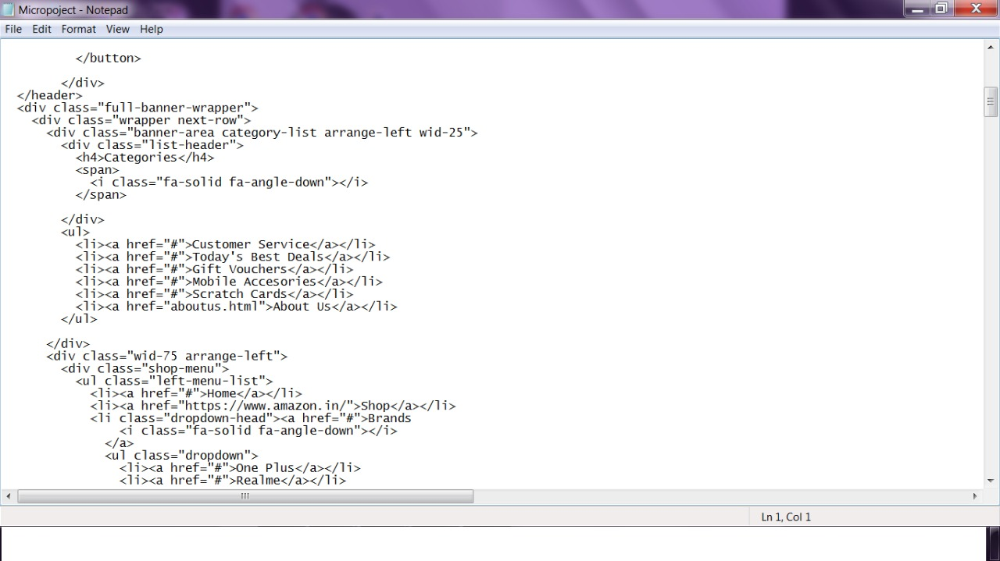 Micropoject - Notepad
File Edit Format View Help
</button>
</div>
</header>
<div class="full-banner-wrapper">
<div class="wrapper next-row">
<div class="banner-area category-list arrange-left wid-25">
<div class="list-header">
<h4>Categories</h4>
<span>
<i class="fa-solid fa-angle-down"></i>
</span>
</div>
<ul>
<li><a href="#">Customer Service</a></li>
<li><a href="#">Today's Best Deals</a></li>
<li><a href="#">Gift Vouchers</a></li>
<li><a href="#">Mobile Accesories</a></li>
<li><a href="#">Scratch Cards</a></li>
<li><a href="aboutus.html">About Us</a></li>
</ul>
</div>
<div class="wid-75 arrange-left">
<div class="shop-menu">
<ul class="left-menu-list">
<li><a href="#">Home</a></li>
<li><a href="https://www.amazon.in/">Shop</a></li>
<li class="dropdown-head"><a href="#">Brands
<i class="fa-solid fa-angle-down"></i>
</a>
<ul class="dropdown">
<li><a href="#">One Plus</a></li>
<li><a href="#">Realme</a></li>
Ln 1, Col 1